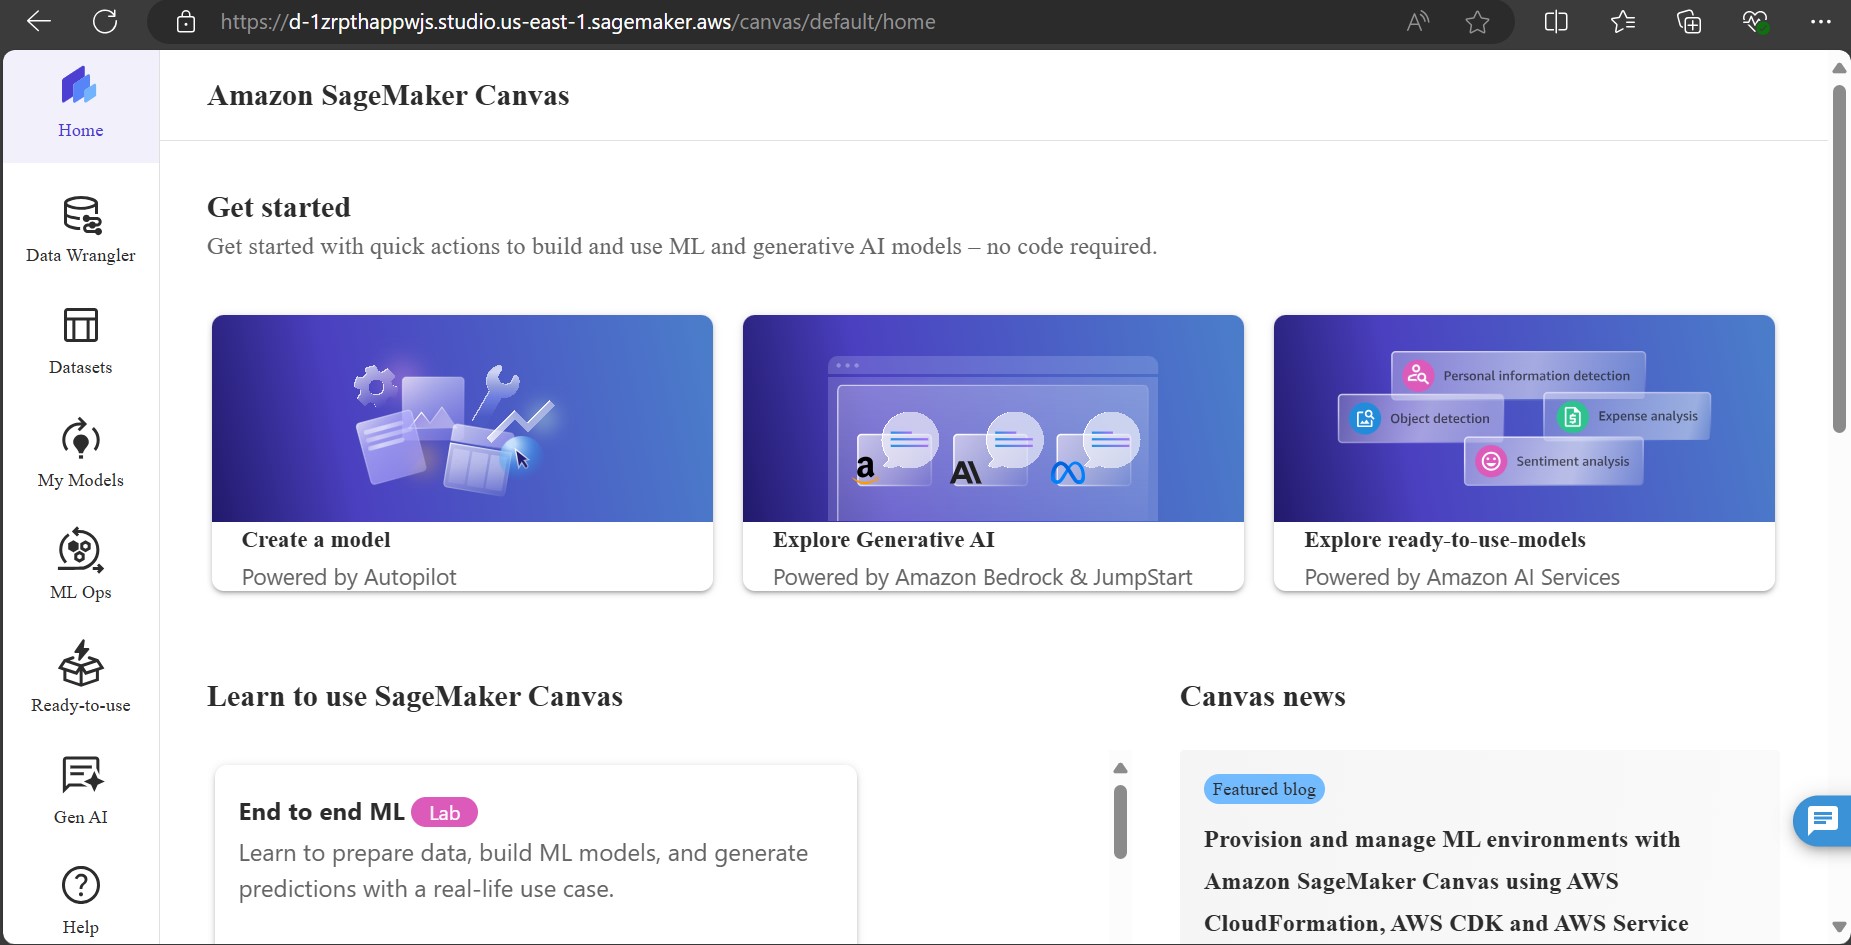 https://d-1zrpthappwjs.studio.us-east-1.sagemaker.aws/canvas/default/home
Home
Data Wrangler
Datasets
My Models
ML Ops
Ready-to-use
Gen AI
Help
Amazon SageMaker Canvas
Get started
Get started with quick actions to build and use ML and generative AI models – no code required.
Create a model
Powered by Autopilot
Explore Generative AI
Powered by Amazon Bedrock & JumpStart
Personal information detection
Object detection
Expense analysis
Sentiment analysis
Explore ready-to-use-models
Powered by Amazon AI Services
Learn to use SageMaker Canvas
End to end ML Lab
Learn to prepare data, build ML models, and generate
predictions with a real-life use case.
Canvas news
Featured blog
Provision and manage ML environments with
Amazon SageMaker Canvas using AWS
CloudFormation, AWS CDK and AWS Service